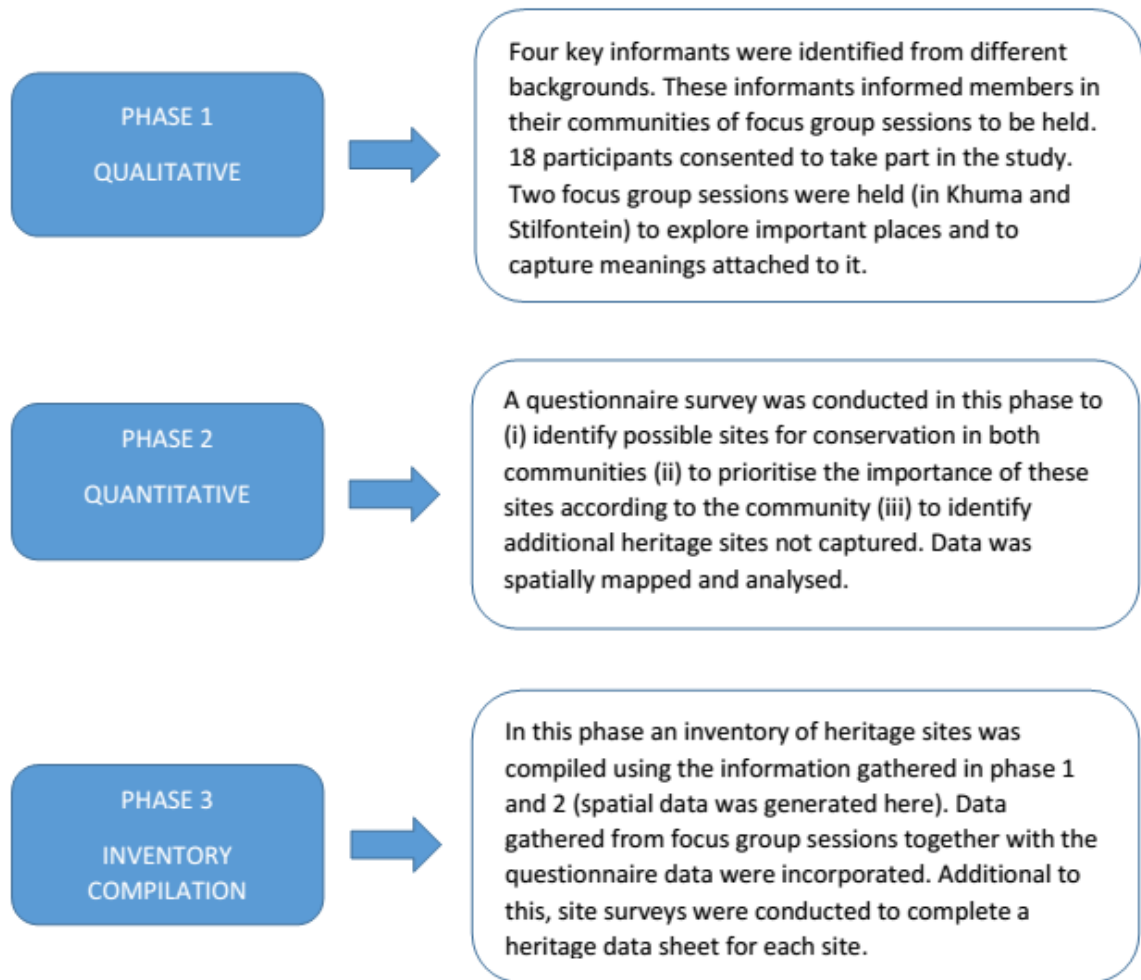 PHASE 1
QUALITATIVE
Four key informants were identified from different
backgrounds. These informants informed members in
their communities of focus group sessions to be held.
18 participants consented to take part in the study.
Two focus group sessions were held (in Khuma and
Stilfontein) to explore important places and to
capture meanings attached to it.
PHASE 2
QUANTITATIVE
A questionnaire survey was conducted in this phase to
(i) identify possible sites for conservation in both
communities (ii) to prioritise the importance of these
sites according to the community (iii) to identify
additional heritage sites not captured. Data was
spatially mapped and analysed.
PHASE 3
INVENTORY
COMPILATION
In this phase an inventory of heritage sites was
compiled using the information gathered in phase 1
and 2 (spatial data was generated here). Data
gathered from focus group sessions together with the
questionnaire data were incorporated. Additional to
this, site surveys were conducted to complete a
heritage data sheet for each site.